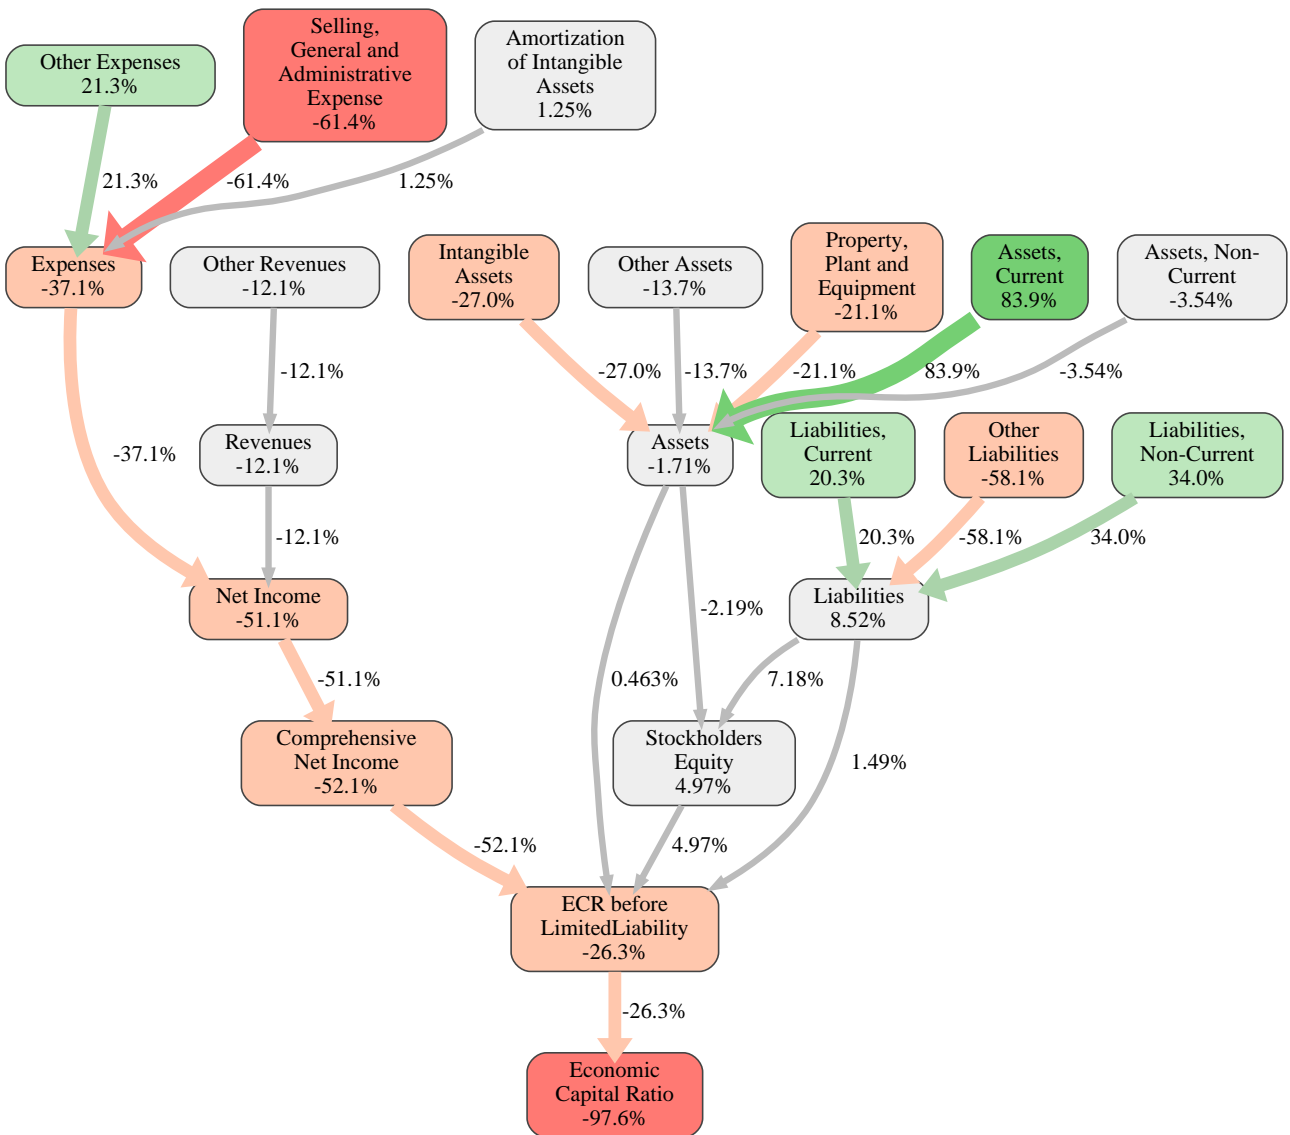 Other Expenses
21.3%
Selling,
General and
Administrative
Expense
-61.4%
Amortization
of Intangible
Assets
1.25%
21.3%
-61.4%
1.25%
Expenses
-37.1%
Other Revenues
-12.1%
Intangible
Assets
-27.0%
Other Assets
-13.7%
Property,
Plant and
Equipment
-21.1%
Assets,
Current
83.9%
Assets, Non-
Current
-3.54%
-12.1%
-27.0%
-13.7%
-21.1%
83.9%
-3.54%
-37.1%
Revenues
-12.1%
Assets
-1.71%
Liabilities,
Current
20.3%
Other
Liabilities
-58.1%
Liabilities,
Non-Current
34.0%
-12.1%
20.3%
-58.1%
34.0%
Net Income
-51.1%
-2.19%
Liabilities
8.52%
-51.1%
0.463%
7.18%
Comprehensive
Net Income
-52.1%
Stockholders
Equity
4.97%
1.49%
-52.1%
4.97%
ECR before
LimitedLiability
-26.3%
-26.3%
Economic
Capital Ratio
-97.6%